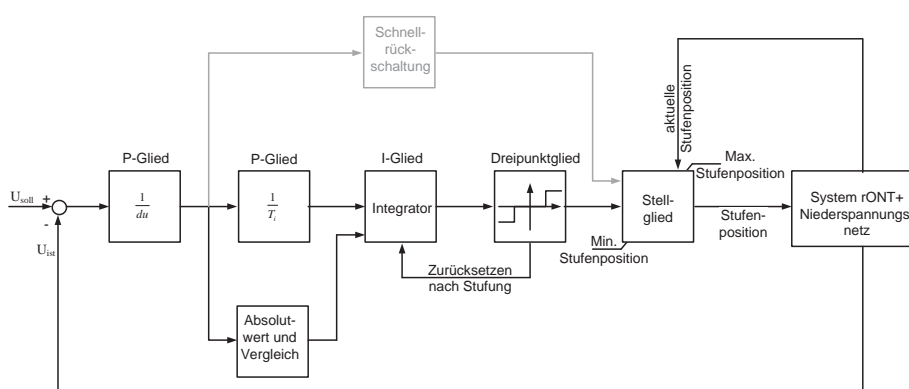 Schnell-
rück-
schaltung
aktuelle
Stufenposition
P-Glied
P-Glied
I-Glied
Dreipunktglied
Max.
Stufenposition
U_soll
+
-
U_ist
1
du
1
T_i
Integrator
Stell-
glied
System rONT+
Niederspannungs
netz
Stufen-
position
Min.
Stufenposition
Zurücksetzen
nach Stufung
Absolut-
wert und
Vergleich